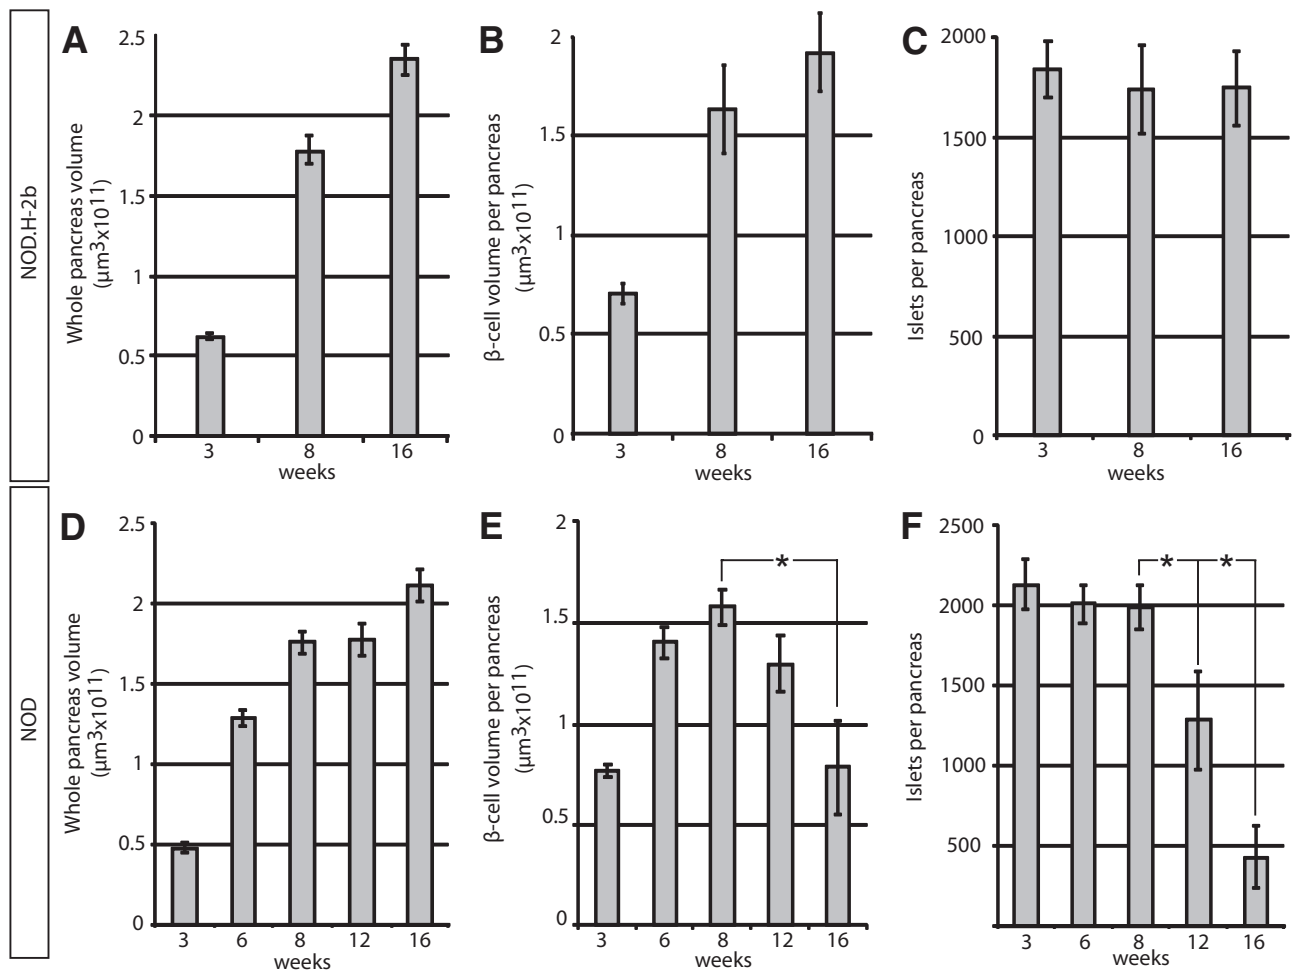 NOD.H-2b
A
Whole pancreas volume
(µm3x1011)
2.5
2
1.5
1
0.5
0
3 8 16
weeks
B
β-cell volume per pancreas
(µm3x1011)
2
1.5
1
0.5
0
3 8 16
weeks
C
Islets per pancreas
2000
1500
1000
500
0
3 8 16
weeks
NOD
D
Whole pancreas volume
(µm3x1011)
2.5
2
1.5
1
0.5
0
3 6 8 12 16
weeks
E
β-cell volume per pancreas
(µm3x1011)
2
1.5
1
0.5
0
*
3 6 8 12 16
weeks
F
Islets per pancreas
2500
2000
1500
1000
500
* *
3 6 8 12 16
weeks